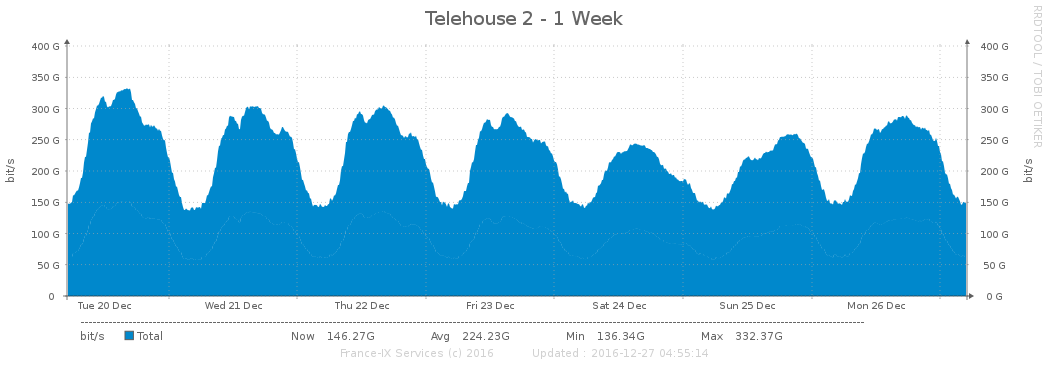 Telehouse 2 - 1 Week
RRDTOOL / TOBI OETIKER
400 G 400 G
350 G 350 G
300 G 300 G
250 G 250 G
bit/s bit/s
200 G 200 G
150 G 150 G
100 G 100 G
50 G 50 G
0 0 G
Tue 20 Dec Wed 21 Dec Thu 22 Dec Fri 23 Dec Sat 24 Dec Sun 25 Dec Mon 26 Dec
bit/s Total Now 146.27G Avg 224.23G Min 136.34G Max 332.37G
France-IX Services (c) 2016 Updated : 2016-12-27 04:55:14